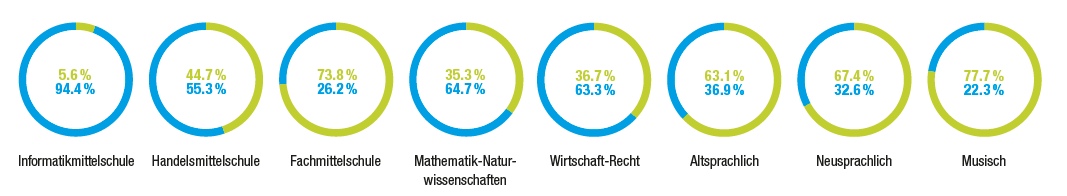 5.6 %
94.4 %
44.7 %
55.3 %
73.8 %
26.2 %
35.3 %
64.7 %
36.7 %
63.3 %
63.1 %
36.9 %
67.4 %
32.6 %
77.7 %
22.3 %
Informatikmittelschule
Handelsmittelschule
Fachmittelschule
Mathematik-Natur-
wissenschaften
Wirtschaft-Recht
Altsprachlich
Neusprachlich
Musisch